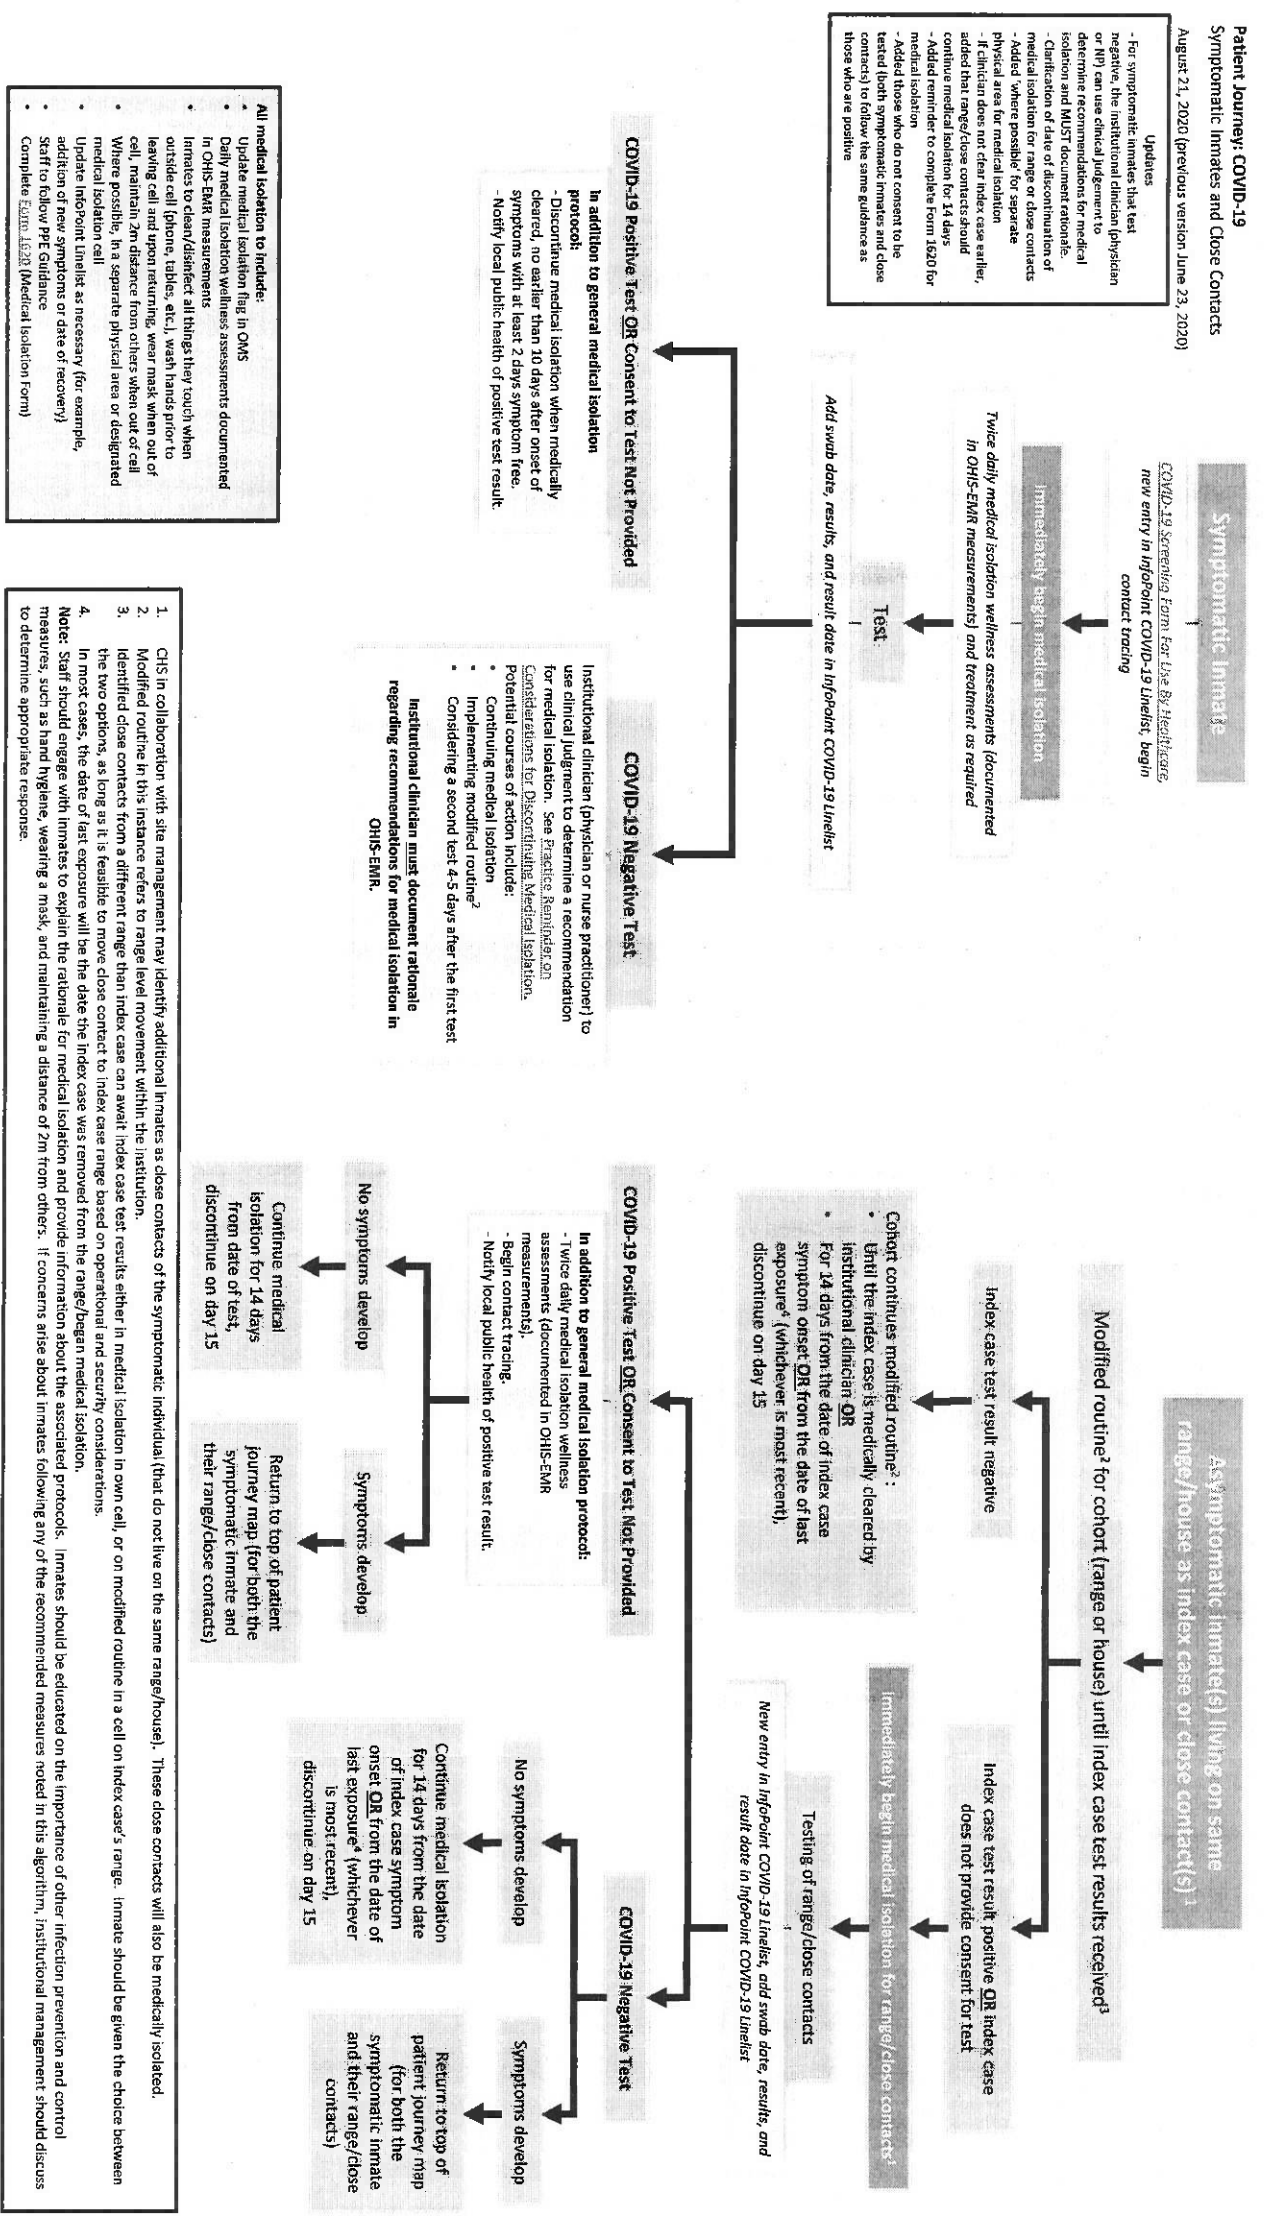 Patient Journey: COVID-19
Symptomatic Inmates and Close Contacts
August 21, 2020 (previous version June 23, 2020)
Updates
- For symptomatic inmates that test
negative, the institutional clinician (physician
or NP) can use clinical judgement to
determine recommendations for medical
isolation and MUST document rationale.
- Clarification of date of discontinuation of
medical isolation for range or close contacts
- Added 'where possible' for separate
physical area for medical isolation
- If clinician does not clear index case earlier,
added that range/close contacts should
continue medical isolation for 14 days
- Added reminder to complete Form 1620 for
medical isolation
- Added those who do not consent to be
tested (both symptomatic inmates and close
contacts) to follow the same guidance as
those who are positive
Symptomatic Inmate
COVID-19 Screening Form For Use By Healthcare,
new entry in InfoPoint COVID-19 Linelist, begin
contact tracing
Immediately begin medical isolation
Twice daily medical isolation wellness assessments (documented
in OHIS-EMR measurements) and treatment as required
Test
Add swab date, results, and result date in InfoPoint COVID-19 Linelist
COVID-19 Positive Test OR Consent to Test Not Provided
In addition to general medical isolation
protocol:
- Discontinue medical isolation when medically
cleared, no earlier than 10 days after onset of
symptoms with at least 2 days symptom free.
- Notify local public health of positive test result.
COVID-19 Negative Test
Institutional clinician (physician or nurse practitioner) to
use clinical judgment to determine a recommendation
for medical isolation. See Practice Reminder on
Considerations for Discontinuing Medical Isolation.
Potential courses of action include:
• Continuing medical isolation
• Implementing modified routine²
• Considering a second test 4-5 days after the first test
Institutional clinician must document rationale
regarding recommendations for medical isolation in
OHIS-EMR.
Asymptomatic inmate(s) living on same
range/house as index case or close contact(s) ¹
Modified routine² for cohort (range or house) until index case test results received³
Index case test result negative
Cohort continues modified routine² :
• Until the index case is medically cleared by
institutional clinician OR
• For 14 days from the date of index case
symptom onset OR from the date of last
exposure⁴ (whichever is most recent),
discontinue on day 15
Index case test result positive OR index case
does not provide consent for test
Immediately begin medical isolation for range/close contacts¹
Testing of range/close contacts
New entry in InfoPoint COVID-19 Linelist, add swab date, results, and
result date in InfoPoint COVID-19 Linelist
COVID-19 Positive Test OR Consent to Test Not Provided
In addition to general medical isolation protocol:
- Twice daily medical isolation wellness
assessments (documented in OHIS-EMR
measurements).
- Begin contact tracing.
- Notify local public health of positive test result.
No symptoms develop
Continue medical
isolation for 14 days
from date of test,
discontinue on day 15
Symptoms develop
Return to top of patient
journey map (for both the
symptomatic inmate and
their range/close contacts)
COVID-19 Negative Test
No symptoms develop
Continue medical isolation
for 14 days from the date
of index case symptom
onset OR from the date of
last exposure⁴ (whichever
is most recent),
discontinue on day 15
Symptoms develop
Return to top of
patient journey map
(for both the
symptomatic inmate
and their range/close
contacts)
All medical isolation to include:
• Update medical isolation flag in OMS
• Daily medical isolation wellness assessments documented
in OHIS-EMR measurements
• Inmates to clean/disinfect all things they touch when
outside cell (phone, tables, etc.), wash hands prior to
leaving cell and upon returning, wear mask when out of
cell, maintain 2m distance from others when out of cell
• Where possible, in a separate physical area or designated
medical isolation cell
• Update InfoPoint Linelist as necessary (for example,
addition of new symptoms or date of recovery)
• Staff to follow PPE Guidance
• Complete Form 1620 (Medical Isolation Form)
1. CHS in collaboration with site management may identify additional inmates as close contacts of the symptomatic individual (that do not live on the same range/house). These close contacts will also be medically isolated.
2. Modified routine in this instance refers to range level movement within the institution.
3. Identified close contacts from a different range than index case can await index case test results either in medical isolation in own cell, or on modified routine in a cell on index case's range. Inmate should be given the choice between
the two options, as long as it is feasible to move close contact to index case range based on operational and security considerations.
4. In most cases, the date of last exposure will be the date the index case was removed from the range/began medical isolation.
Note: Staff should engage with inmates to explain the rationale for medical isolation and provide information about the associated protocols. Inmates should be educated on the importance of other infection prevention and control
measures, such as hand hygiene, wearing a mask, and maintaining a distance of 2m from others. If concerns arise about inmates following any of the recommended measures noted in this algorithm, institutional management should discuss
to determine appropriate response.